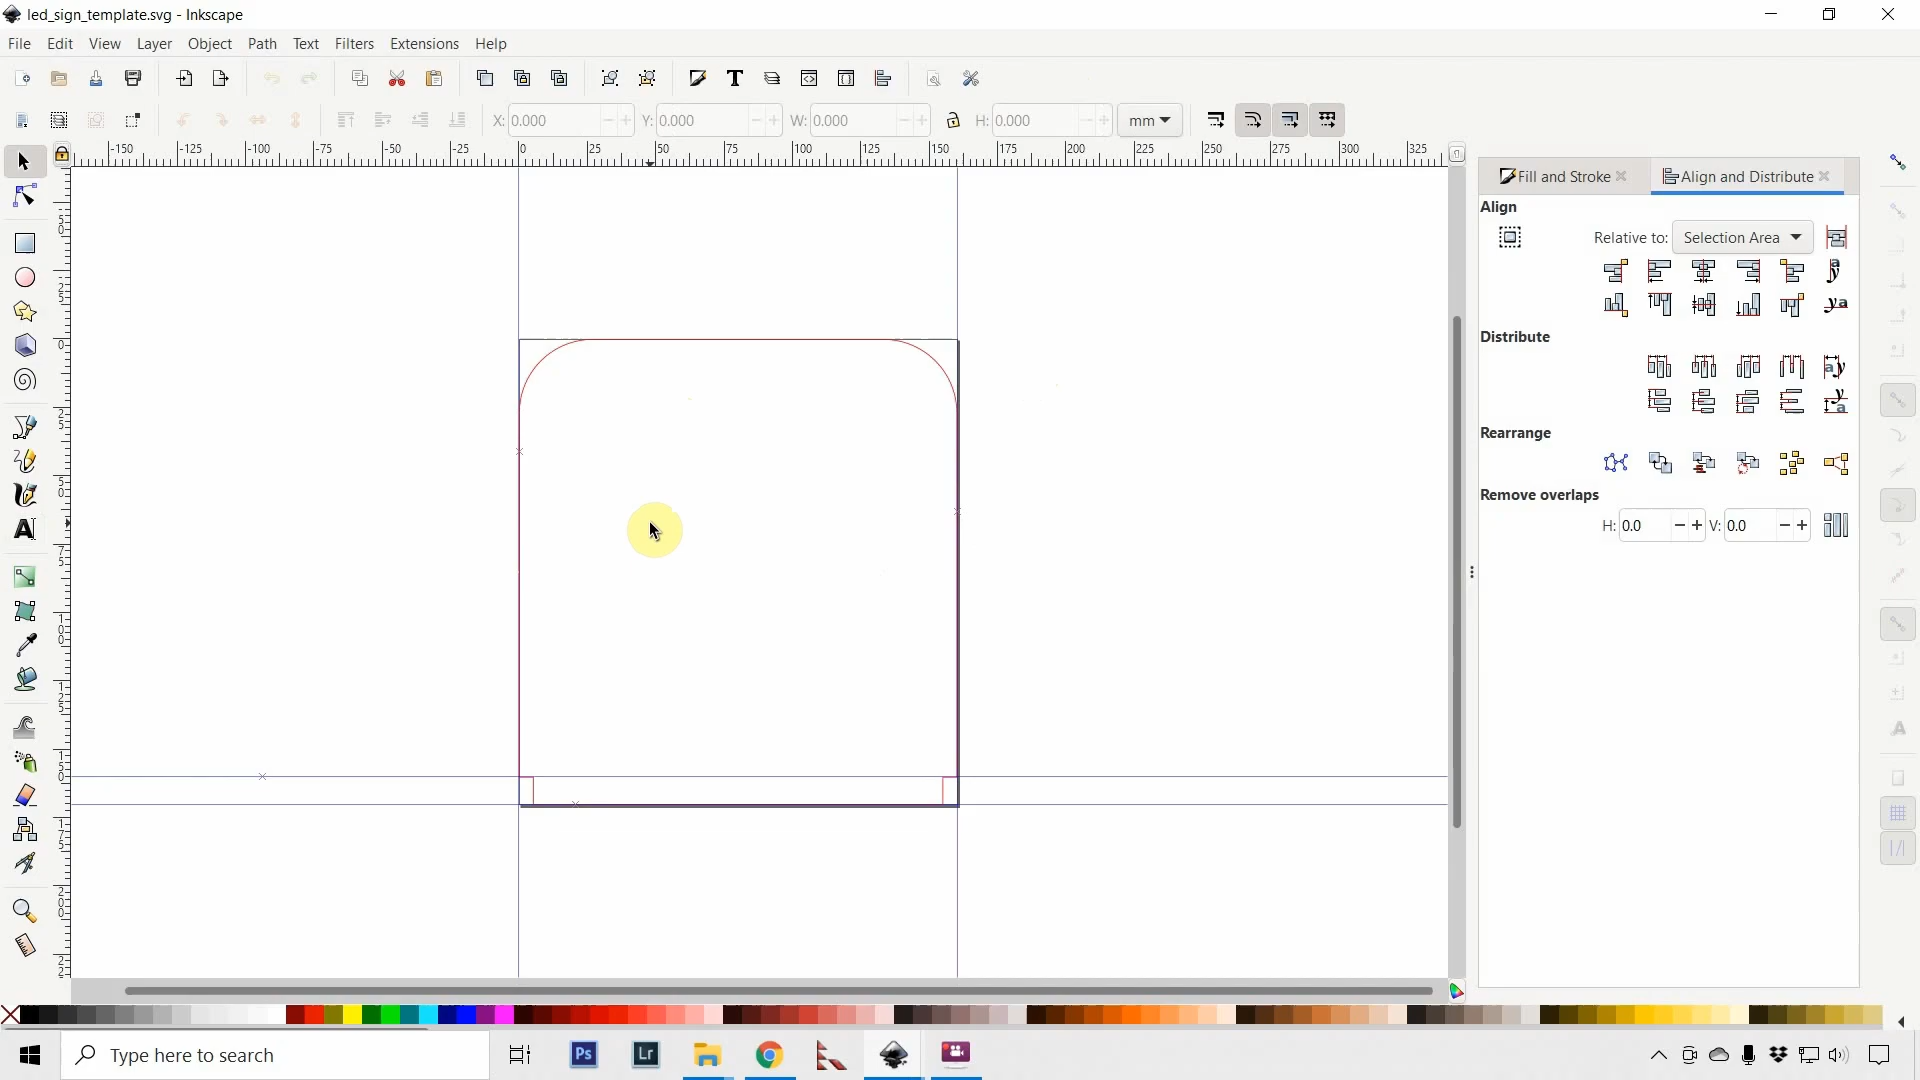 led_sign_template.svg - Inkscape
File Edit View Layer Object Path Text Filters Extensions Help
X: 0.000 Y: 0.000 W: 0.000 H: 0.000 mm
-150 -125 -100 -75 -50 -25 0 25 50 75 100 125 150 175 200 225 250 275 300 325
Fill and Stroke Align and Distribute
Align
Relative to: Selection Area
Distribute
Rearrange
Remove overlaps
H: 0.0 V: 0.0
Type here to search
Ps Lr